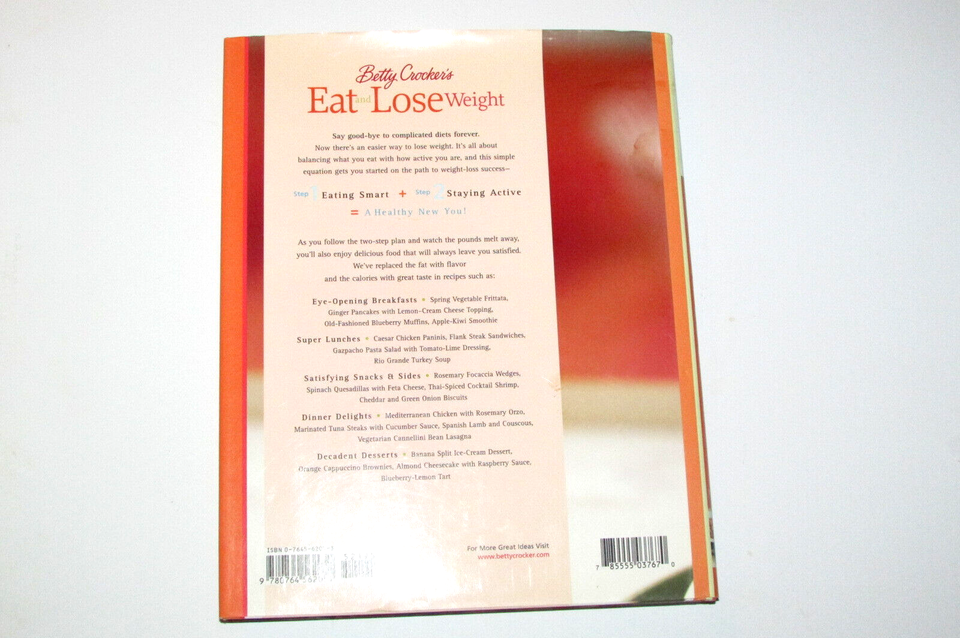 Betty Crocker's
Eat and Lose Weight
Say good-bye to complicated diets forever.
Now there's an easier way to lose weight. It's all about
balancing what you eat with how active you are, and this simple
equation gets you started on the path to weight-loss success—
Step 1 Eating Smart + Step 2 Staying Active
= A Healthy New You!
As you follow the two-step plan and watch the pounds melt away,
you'll also enjoy delicious food that will always leave you satisfied.
We've replaced the fat with flavor
and the calories with great taste in recipes such as:
Eye-Opening Breakfasts • Spring Vegetable Frittata,
Ginger Pancakes with Lemon-Cream Cheese Topping,
Old-Fashioned Blueberry Muffins, Apple-Kiwi Smoothie
Super Lunches • Caesar Chicken Paninis, Flank Steak Sandwiches,
Gazpacho Pasta Salad with Tomato-Lime Dressing,
Rio Grande Turkey Soup
Satisfying Snacks & Sides • Rosemary Focaccia Wedges,
Spinach Quesadillas with Feta Cheese, Thai-Spiced Cocktail Shrimp,
Cheddar and Green Onion Biscuits
Dinner Delights • Mediterranean Chicken with Rosemary Orzo,
Marinated Tuna Steaks with Cucumber Sauce, Spanish Lamb and Couscous,
Vegetarian Cannellini Bean Lasagna
Decadent Desserts • Banana Split Ice-Cream Dessert,
Orange Cappuccino Brownies, Almond Cheesecake with Raspberry Sauce,
Blueberry-Lemon Tart
ISBN
For More Great Ideas Visit
www.bettycrocker.com
7 85555 03767 0